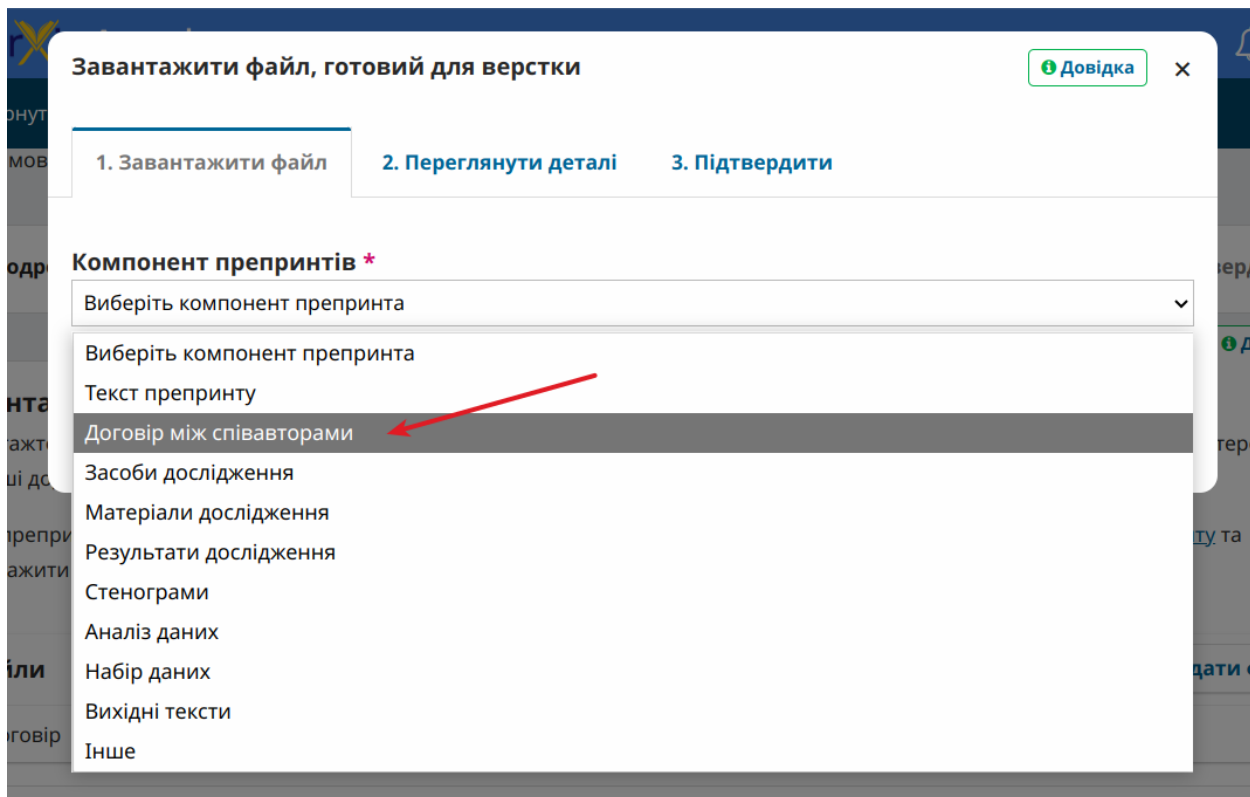 Завантажити файл, готовий для верстки
Довідка
1. Завантажити файл
2. Переглянути деталі
3. Підтвердити
Компонент препринтів *
Виберіть компонент препринта
Виберіть компонент препринта
Текст препринту
Договір між співавторами
Засоби дослідження
Матеріали дослідження
Результати дослідження
Стенограми
Аналіз даних
Набір даних
Вихідні тексти
Інше
та